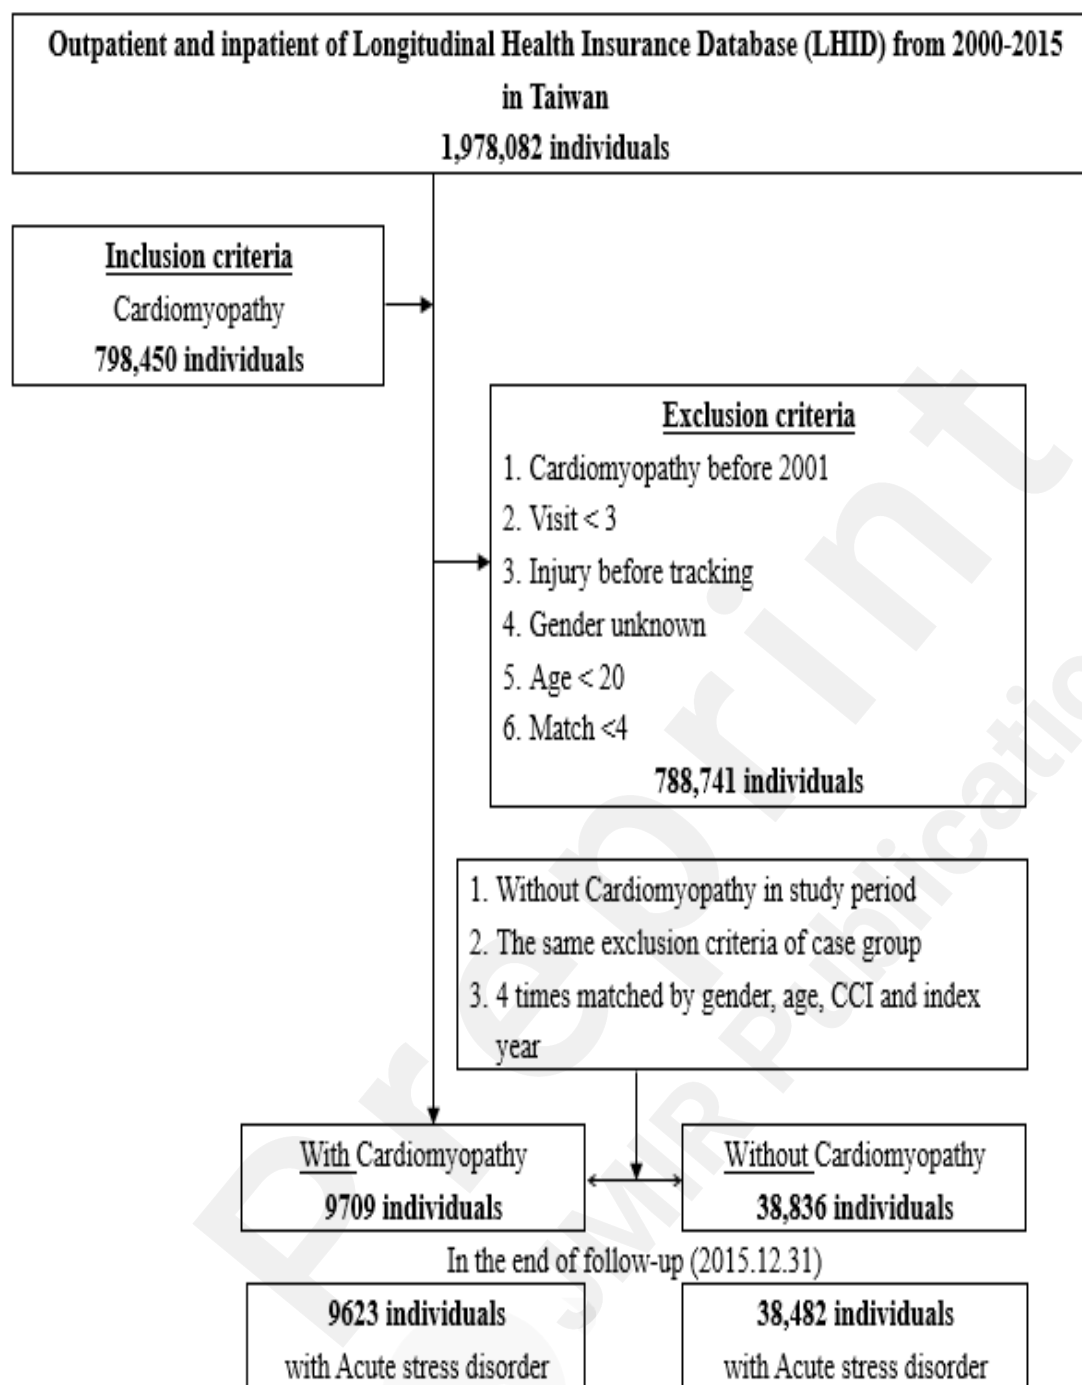 Outpatient and inpatient of Longitudinal Health Insurance Database (LHID) from 2000-2015
in Taiwan
1,978,082 individuals
Inclusion criteria
Cardiomyopathy
798,450 individuals
Exclusion criteria
1. Cardiomyopathy before 2001
2. Visit < 3
3. Injury before tracking
4. Gender unknown
5. Age < 20
6. Match <4
788,741 individuals
1. Without Cardiomyopathy in study period
2. The same exclusion criteria of case group
3. 4 times matched by gender, age, CCI and index
year
With Cardiomyopathy
9709 individuals
Without Cardiomyopathy
38,836 individuals
In the end of follow-up (2015.12.31)
9623 individuals
with Acute stress disorder
38,482 individuals
with Acute stress disorder
Preprint
JMIR Publicatio